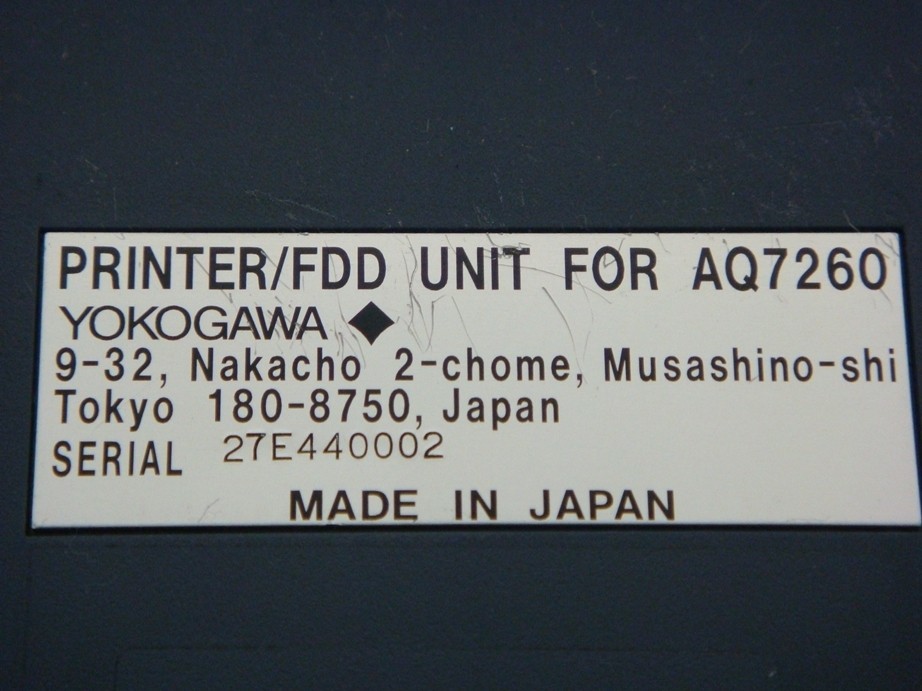 PRINTER/FDD UNIT FOR AQ7260
YOKOGAWA ◆
9-32, Nakacho 2-chome, Musashino-shi
Tokyo 180-8750, Japan
SERIAL 27E440002
MADE IN JAPAN